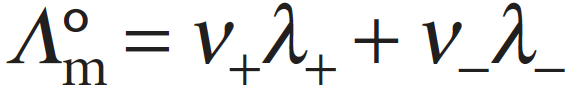 Λ°ₘ = ν₊λ₊ + ν₋λ₋